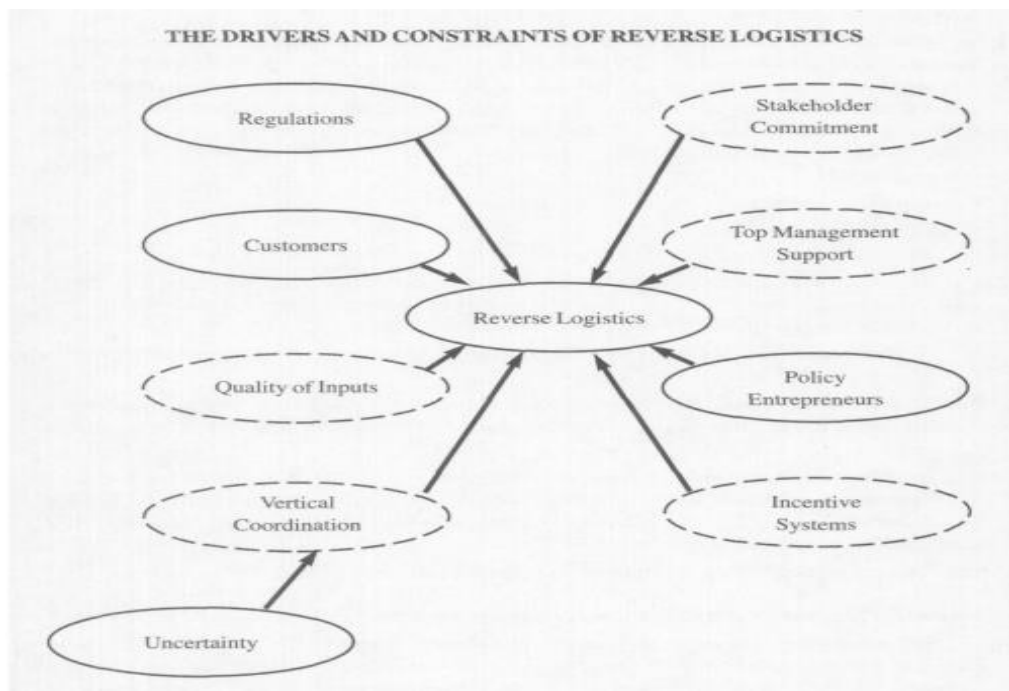 THE DRIVERS AND CONSTRAINTS OF REVERSE LOGISTICS
Regulations
Stakeholder
Commitment
Customers
Top Management
Support
Reverse Logistics
Quality of Inputs
Policy
Entrepreneurs
Vertical
Coordination
Incentive
Systems
Uncertainty